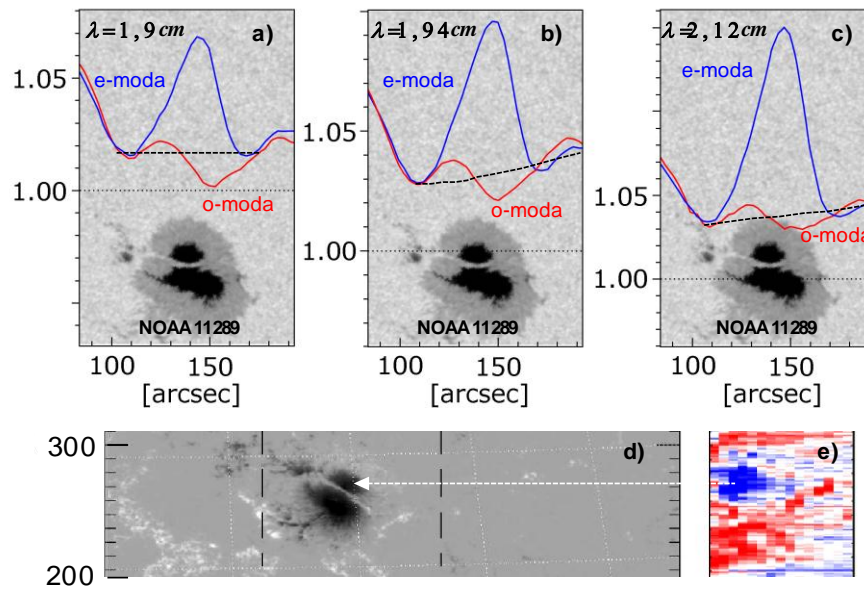 λ=1,9cm a)
e-moda
o-moda
1.05
1.00
NOAA 11289
100 150
[arcsec]
λ=1,94cm b)
e-moda
o-moda
1.05
1.00
NOAA 11289
100 150
[arcsec]
λ=2,12cm c)
e-moda
o-moda
1.10
1.05
1.00
NOAA 11289
100 150
[arcsec]
300
200
d)
e)